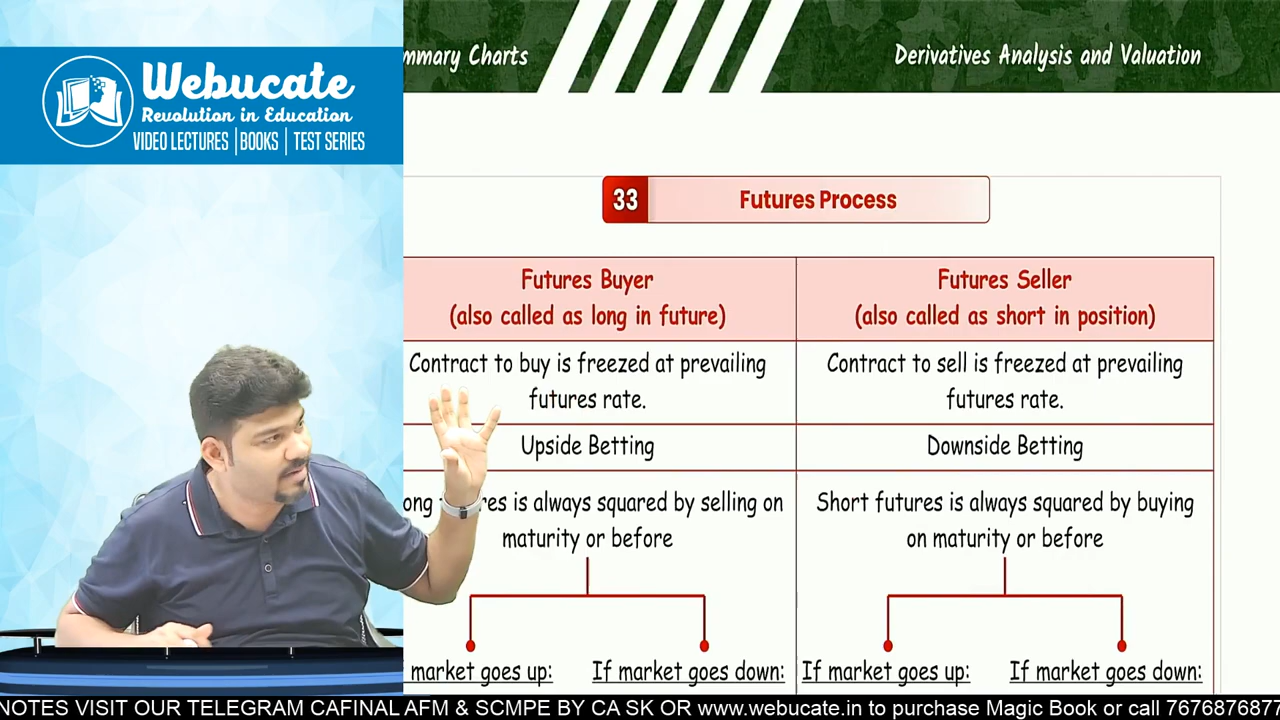 mmary Charts
Derivatives Analysis and Valuation
Webucate
Revolution in Education
VIDEO LECTURES | BOOKS | TEST SERIES
33 Futures Process
Futures Buyer
(also called as long in future)
Futures Seller
(also called as short in position)
Contract to buy is freezed at prevailing
futures rate.
Contract to sell is freezed at prevailing
futures rate.
Upside Betting
Downside Betting
ong res is always squared by selling on
maturity or before
Short futures is always squared by buying
on maturity or before
market goes up:
If market goes down:
If market goes up:
If market goes down:
NOTES VISIT OUR TELEGRAM CAFINAL AFM & SCMPE BY CA SK OR www.webucate.in to purchase Magic Book or call 7676876877